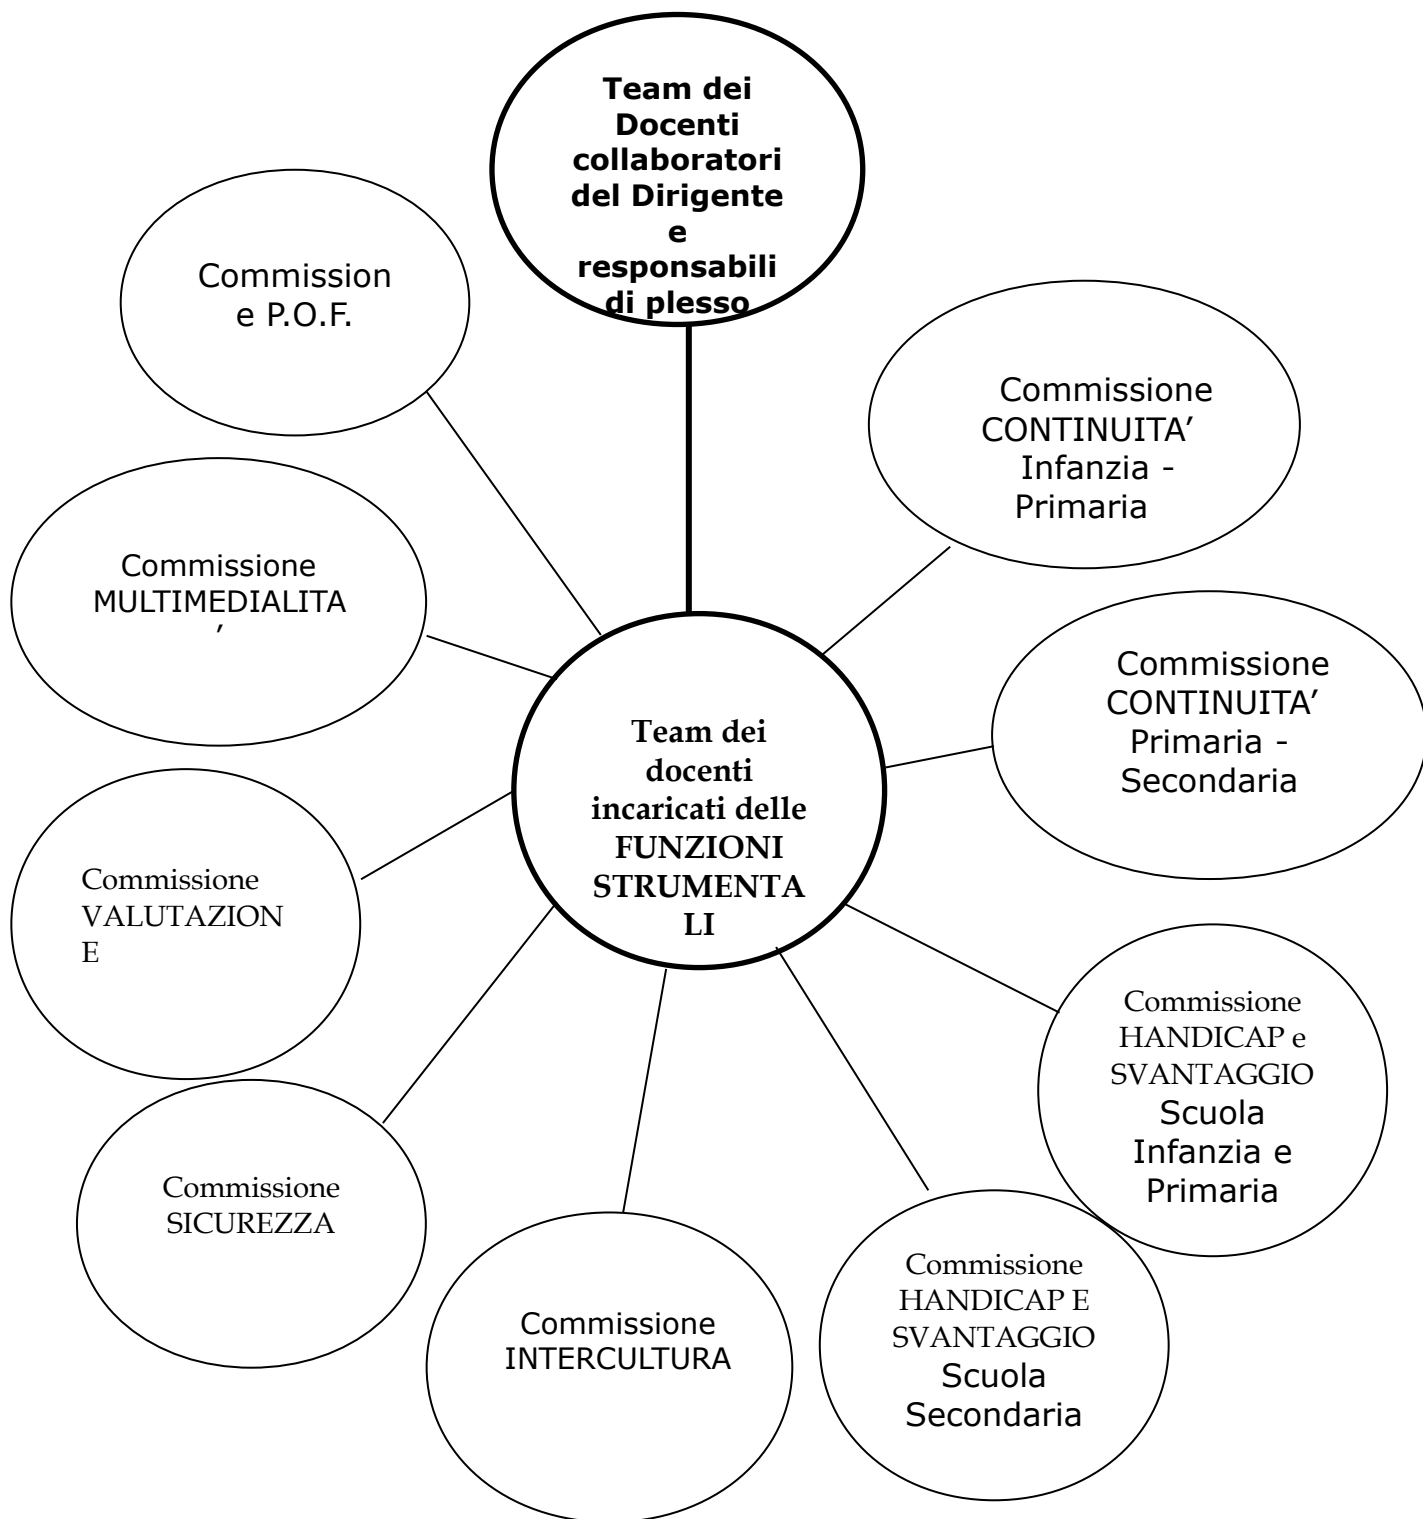 Team dei
Docenti
collaboratori
del Dirigente
e
responsabili
di plesso
Commission
e P.O.F.
Commissione
CONTINUITA’
Infanzia -
Primaria
Commissione
MULTIMEDIALITA
’
Commissione
CONTINUITA’
Primaria -
Secondaria
Team dei
docenti
incaricati delle
FUNZIONI
STRUMENTA
LI
Commissione
VALUTAZION
E
Commissione
HANDICAP e
SVANTAGGIO
Scuola
Infanzia e
Primaria
Commissione
SICUREZZA
Commissione
HANDICAP E
SVANTAGGIO
Scuola
Secondaria
Commissione
INTERCULTURA